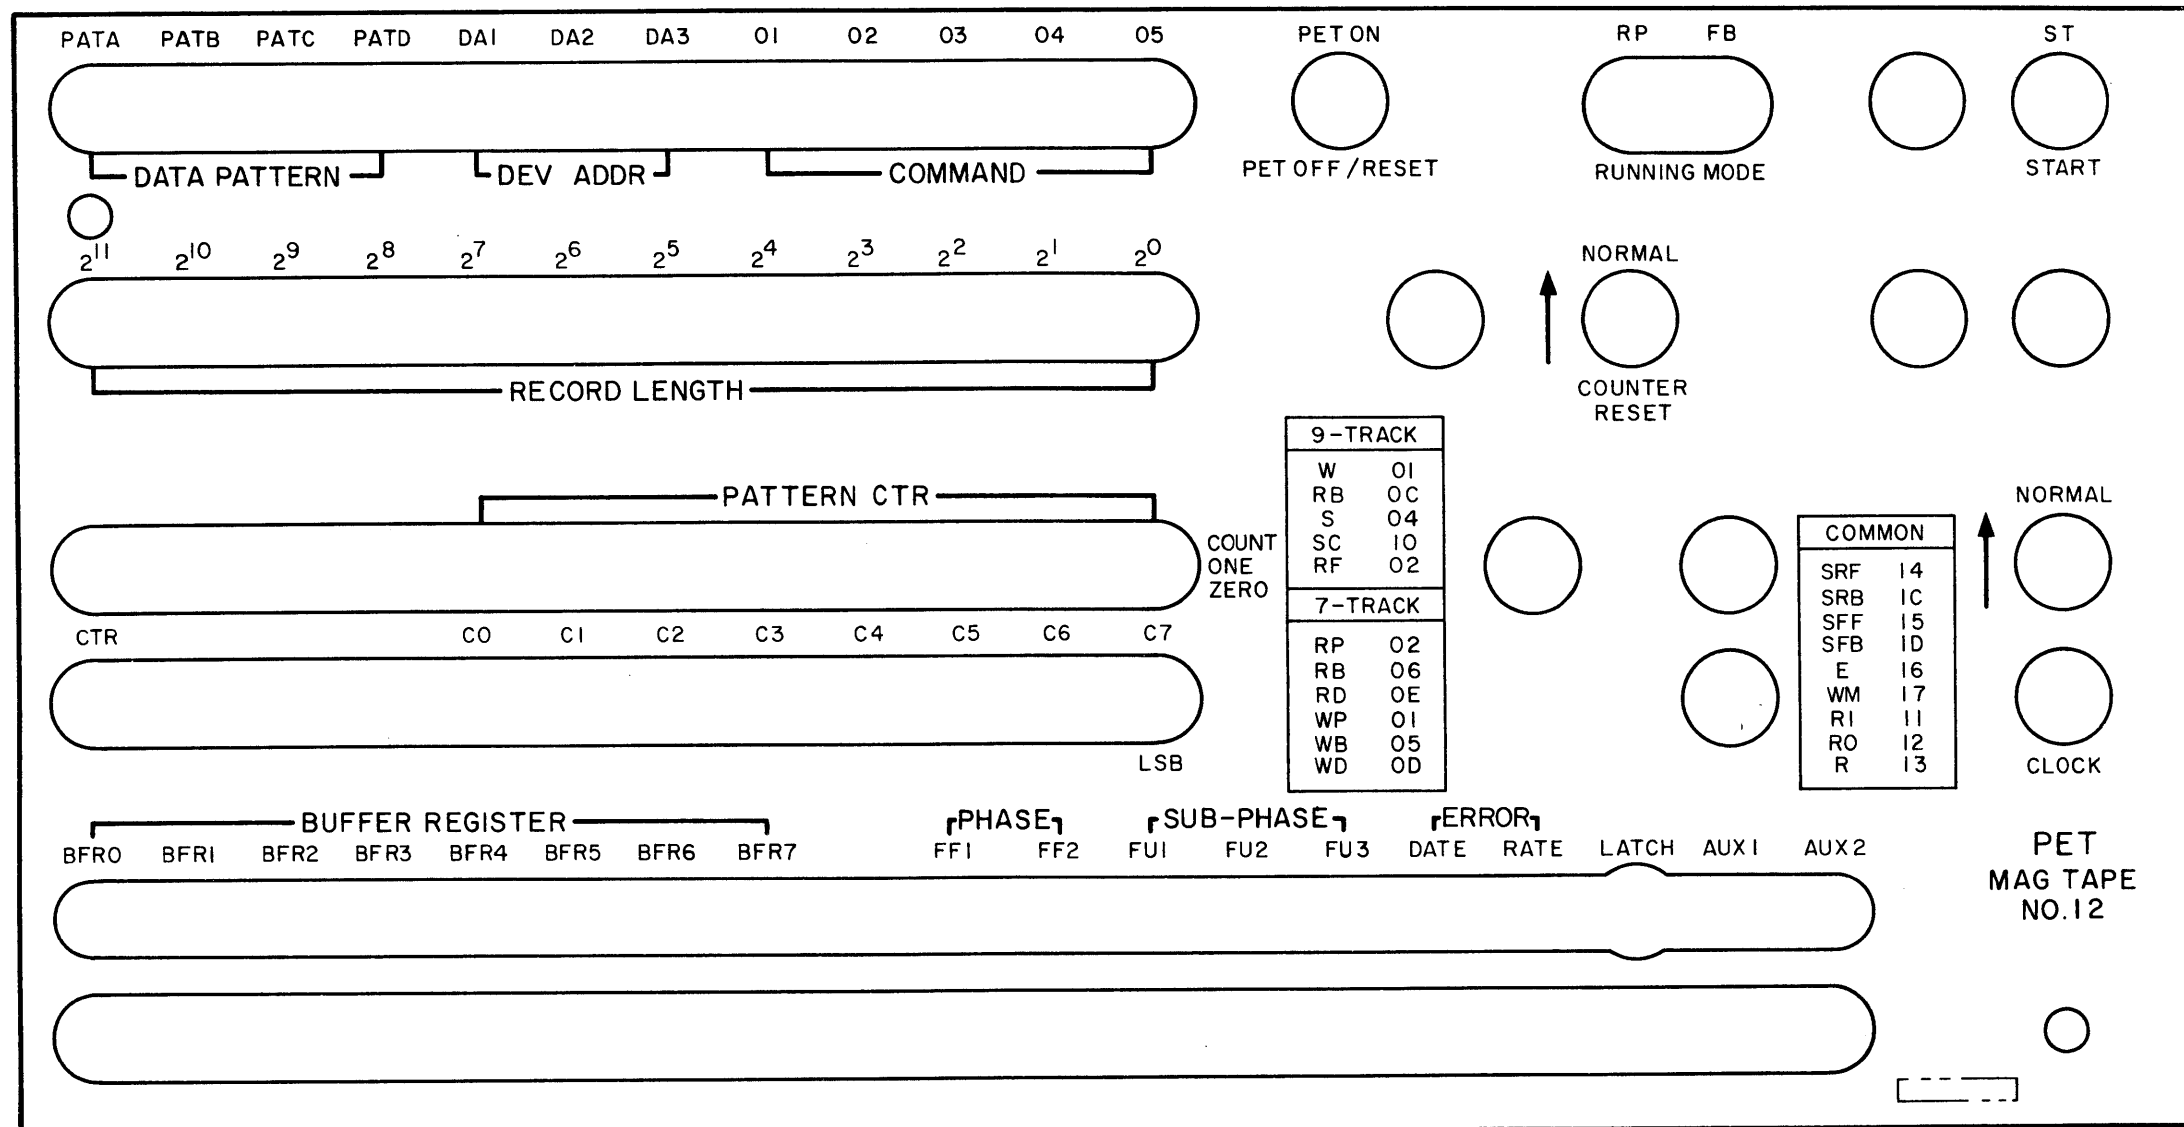 PATA PATB PATC PATD DA1 DA2 DA3 01 02 03 04 05 PET ON RP FB ST
DATA PATTERN DEV ADDR COMMAND PET OFF/RESET RUNNING MODE START
2^11 2^10 2^9 2^8 2^7 2^6 2^5 2^4 2^3 2^2 2^1 2^0 NORMAL
RECORD LENGTH COUNTER
RESET
9-TRACK
W 01
RB 0C
S 04
SC 10
RF 02
7-TRACK
RP 02
RB 06
RD 0E
WP 01
WB 05
WD 0D
PATTERN CTR
COUNT
ONE
ZERO
CTR C0 C1 C2 C3 C4 C5 C6 C7
LSB
COMMON
SRF 14
SRB 1C
SFF 15
SFB 1D
E 16
WM 17
RI 11
RO 12
R 13
NORMAL
CLOCK
BUFFER REGISTER PHASE SUB-PHASE ERROR
BFR0 BFR1 BFR2 BFR3 BFR4 BFR5 BFR6 BFR7 FF1 FF2 FU1 FU2 FU3 DATE RATE LATCH AUX1 AUX2
PET
MAG TAPE
NO.12